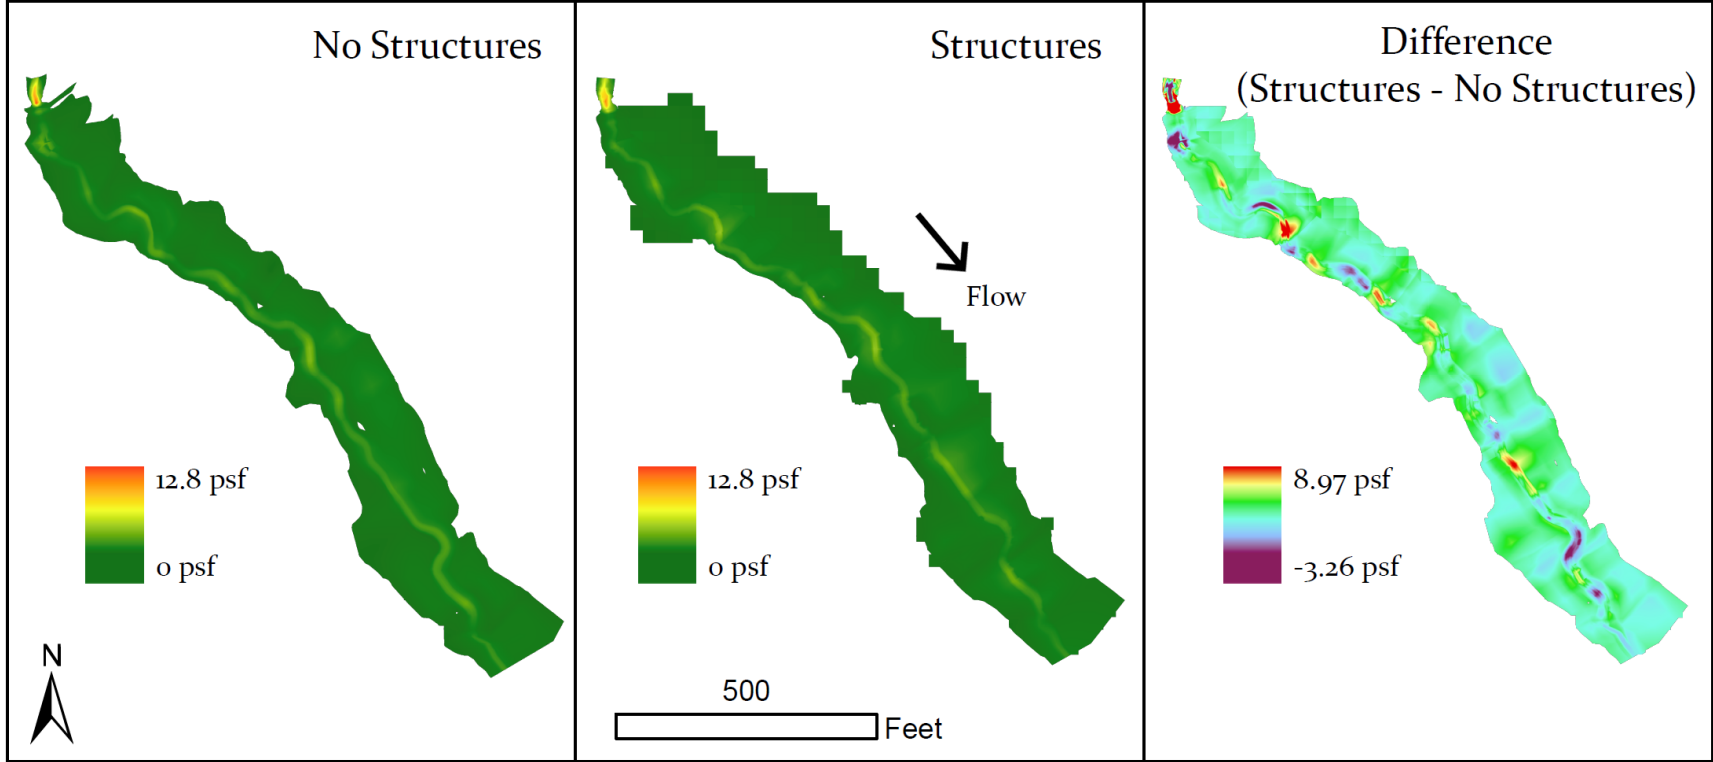 No Structures
12.8 psf
0 psf
N
Structures
Flow
12.8 psf
0 psf
500
Feet
Difference
(Structures - No Structures)
8.97 psf
-3.26 psf